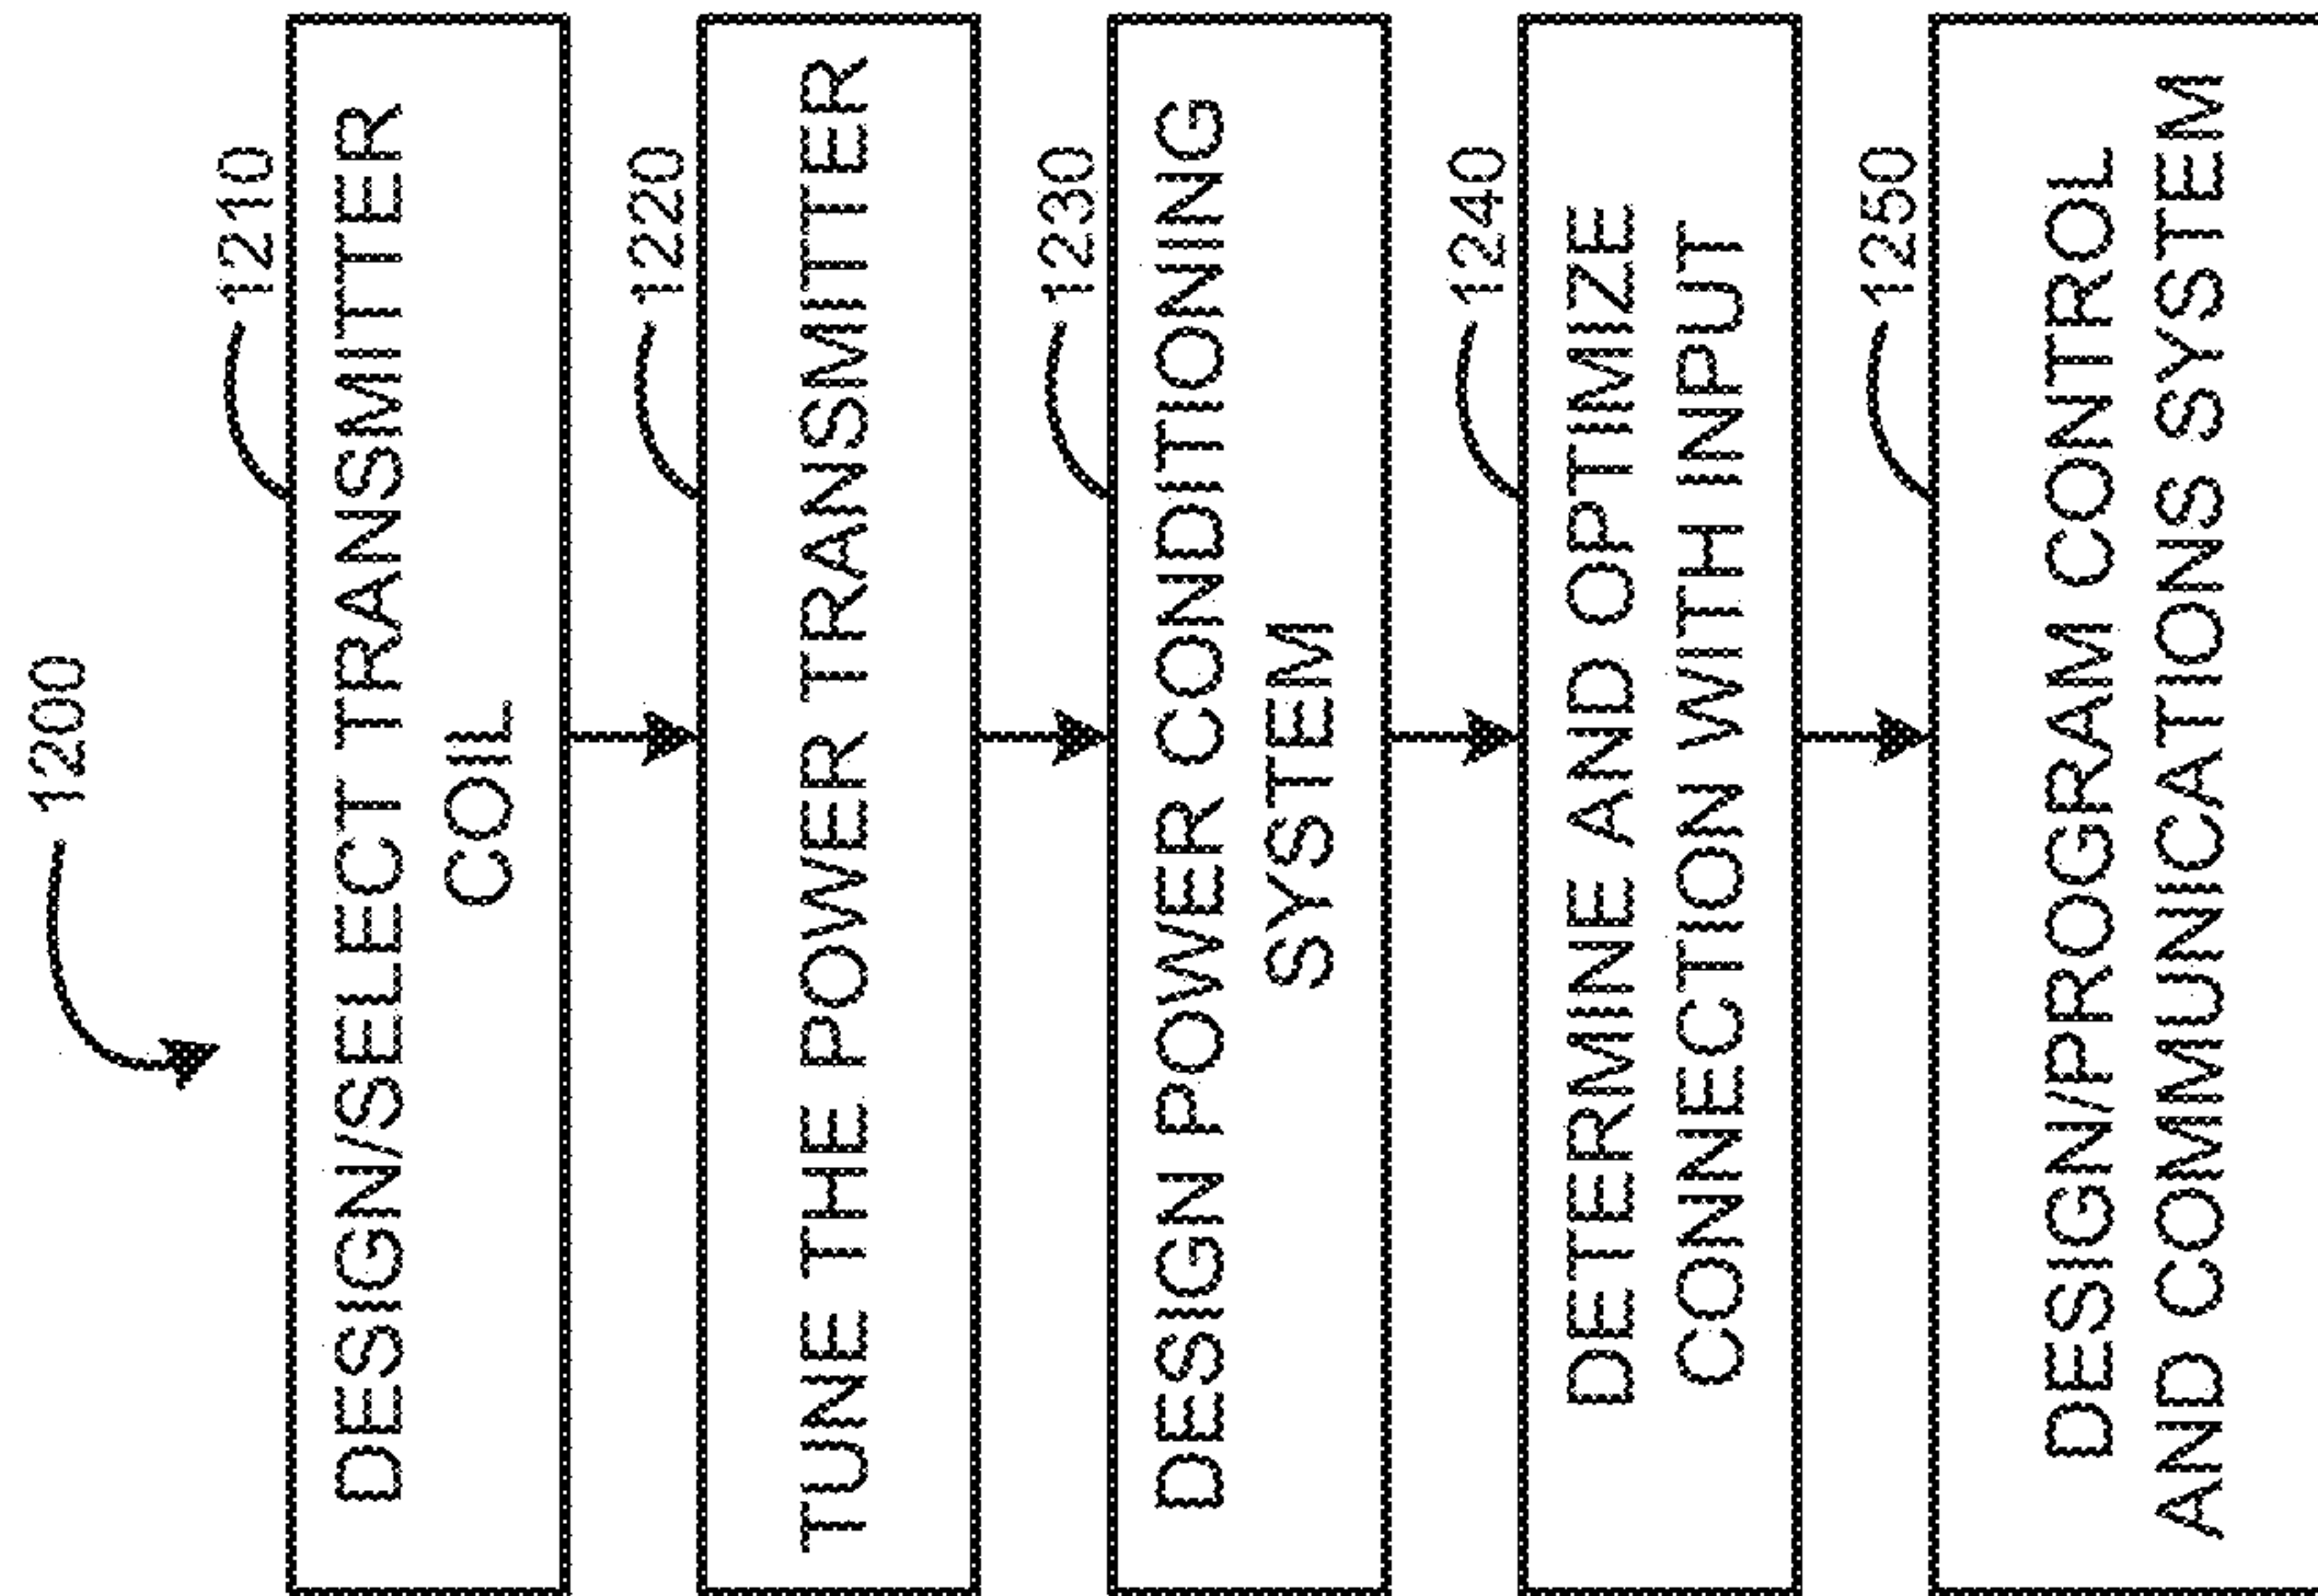 1200
1210
DESIGN/SELECT TRANSMITTER
COIL
1220
TUNE THE POWER TRANSMITTER
1230
DESIGN POWER CONDITIONING
SYSTEM
1240
DETERMINE AND OPTIMIZE
CONNECTION WITH INPUT
1250
DESIGN/PROGRAM CONTROL
AND COMMUNICATIONS SYSTEM